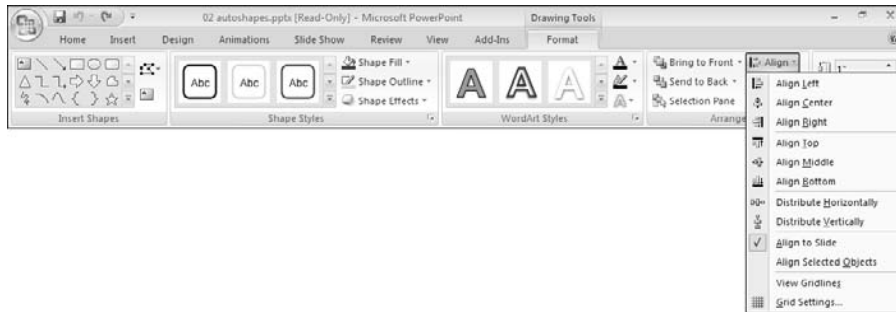 02 autoshapes.pptx [Read-Only] - Microsoft PowerPoint Drawing Tools
Home Insert Design Animations Slide Show Review View Add-Ins Format
Abc Abc Abc
Shape Fill
Shape Outline
Shape Effects
A A A
A
A
Bring to Front
Send to Back
Selection Pane
Align
1"
Insert Shapes Shape Styles WordArt Styles Arrange
Align Left
Align Center
Align Right
Align Top
Align Middle
Align Bottom
Distribute Horizontally
Distribute Vertically
Align to Slide
Align Selected Objects
View Gridlines
Grid Settings...